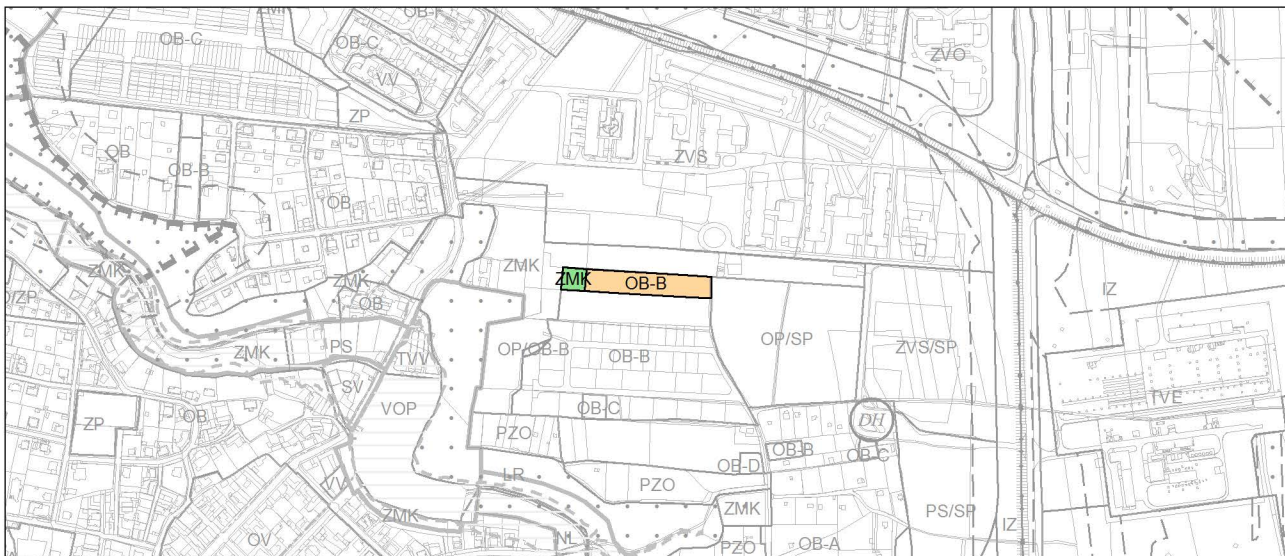 OB-C
OB-C
VV
ZP
ZVO
OB
OB-B
OB
ZVS
ZMK
ZMK
OB-B
ZMK
ZMK
OB
IZ
ZMK
PS
TVV
OP/OB-B
OB-B
OP/SP
ZVS/SP
SV
VOP
OB-C
DH
TVE
ZP
OB
PZO
OB-B
OB-C
OB-D
LR
PZO
VV
ZMK
ZMK
PS/SP
IZ
OV
NL
PZO
OB-A